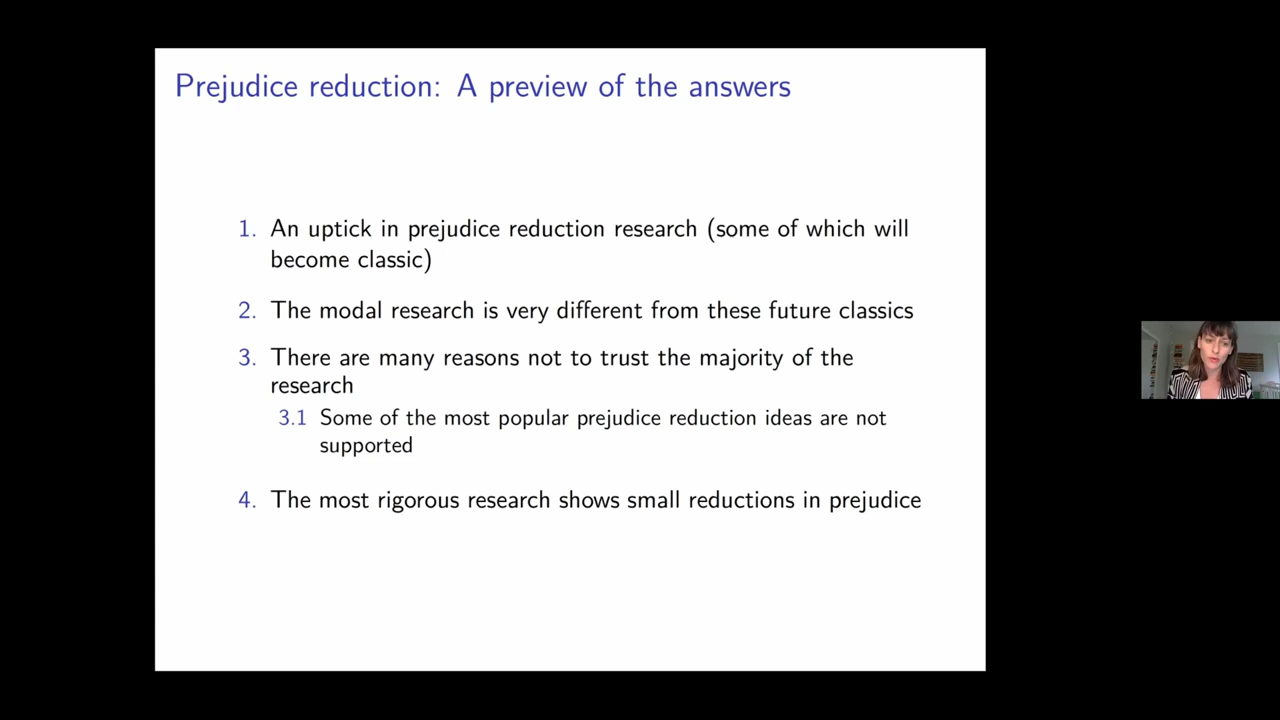 Prejudice reduction: A preview of the answers
1. An uptick in prejudice reduction research (some of which will
become classic)
2. The modal research is very different from these future classics
3. There are many reasons not to trust the majority of the
research
3.1 Some of the most popular prejudice reduction ideas are not
supported
4. The most rigorous research shows small reductions in prejudice